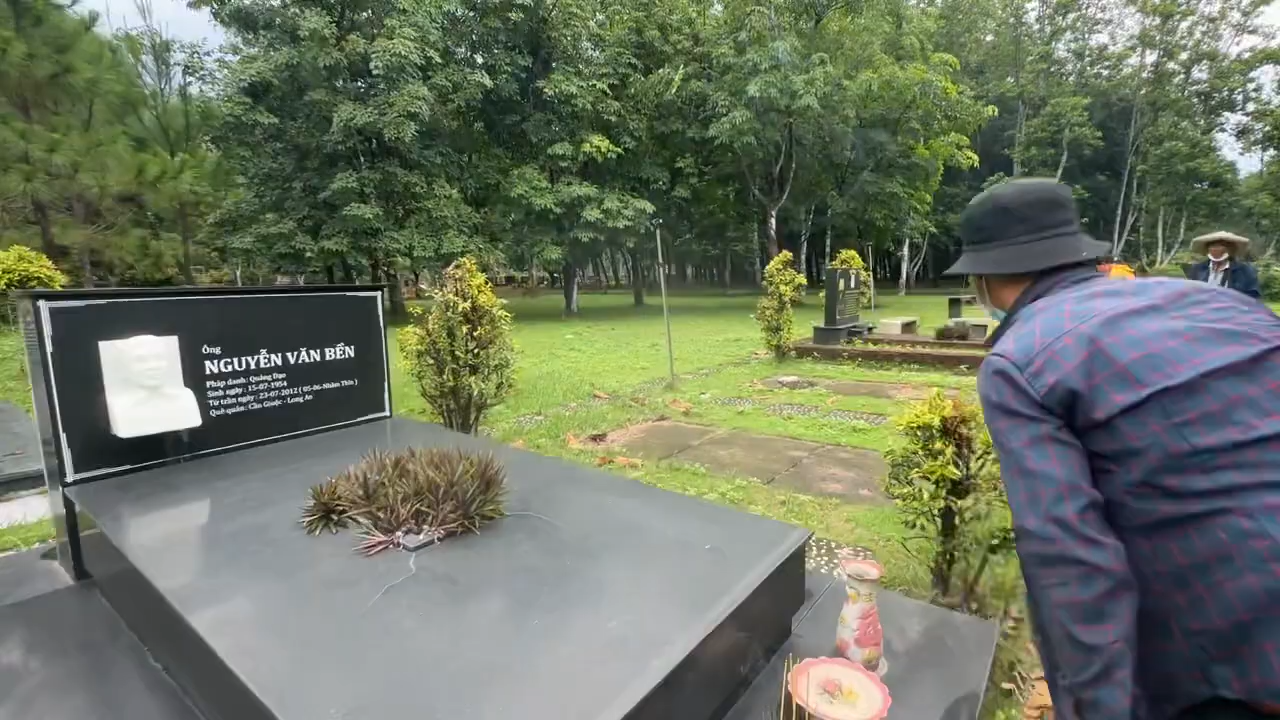 Ông
NGUYỄN VĂN BỀN
Pháp danh: Quảng Đạo
Sinh ngày : 15-07-1954
Từ trần ngày : 23-07-2012 ( 05-06-Nhâm Thìn )
Quê quán: Cần Giuộc - Long An